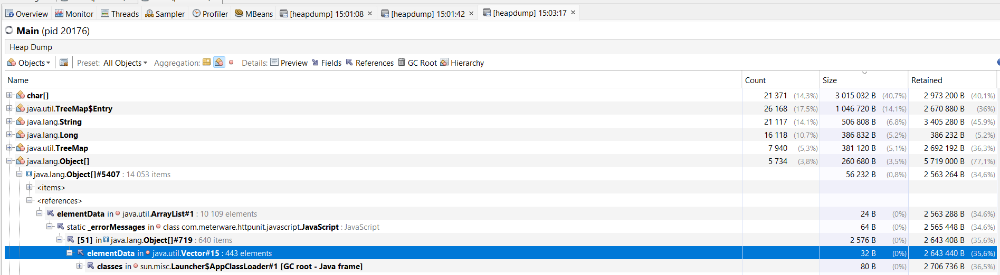 Overview Monitor Threads Sampler Profiler MBeans [heapdump] 15:01:08 × [heapdump] 15:01:42 × [heapdump] 15:03:17 ×
Main (pid 20176)
Heap Dump
Objects Preset: All Objects Aggregation: Details: Preview Fields References GC Root Hierarchy
Name Count Size Retained
char[] 21 371 (14,3%) 3 015 032 B (40,7%) 2 973 200 B (40,1%)
java.util.TreeMap$Entry 26 168 (17,5%) 1 046 720 B (14,1%) 2 670 880 B (36%)
java.lang.String 21 117 (14,1%) 506 808 B (6,8%) 3 405 280 B (45,9%)
java.lang.Long 16 118 (10,7%) 386 832 B (5,2%) 386 232 B (5,2%)
java.util.TreeMap 7 940 (5,3%) 381 120 B (5,1%) 2 692 192 B (36,3%)
java.lang.Object[] 5 734 (3,8%) 260 680 B (3,5%) 5 719 000 B (77,1%)
java.lang.Object[]#5407 : 14 053 items 56 232 B (0,8%) 2 563 264 B (34,6%)
<items>
<references>
elementData in java.util.ArrayList#1 : 10 109 elements 24 B (0%) 2 563 288 B (34,6%)
static _errorMessages in class com.meterware.httpunit.javascript.JavaScript : JavaScript 64 B (0%) 2 565 448 B (34,6%)
[51] in java.lang.Object[]#719 : 640 items 2 576 B (0%) 2 643 408 B (35,6%)
elementData in java.util.Vector#15 : 443 elements 32 B (0%) 2 643 440 B (35,6%)
classes in sun.misc.Launcher$AppClassLoader#1 [GC root - Java frame] 80 B (0%) 2 706 736 B (36,5%)